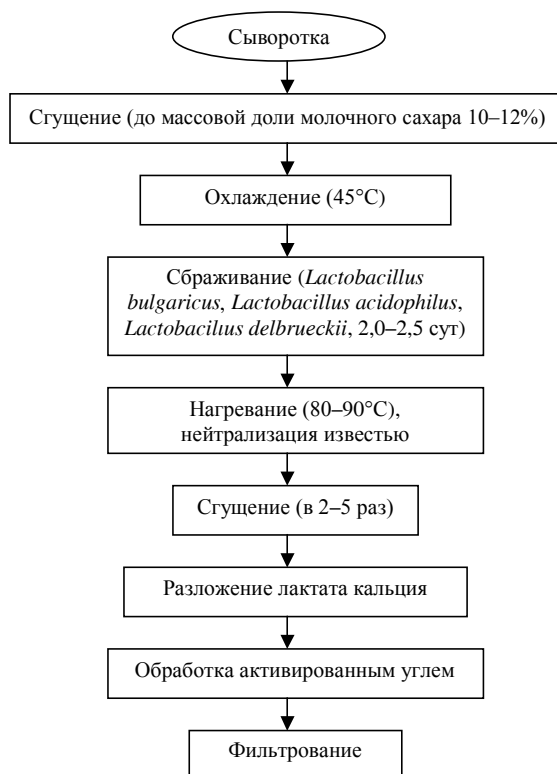 Сыворотка
Сгущение (до массовой доли молочного сахара 10–12%)
Охлаждение (45°С)
Сбраживание (Lactobacillus
bulgaricus, Lactobacillus acidophilus,
Lactobacilıus delbrueckii, 2,0–2,5 сут)
Нагревание (80–90°С),
нейтрализация известью
Сгущение (в 2–5 раз)
Разложение лактата кальция
Обработка активированным углем
Фильтрование